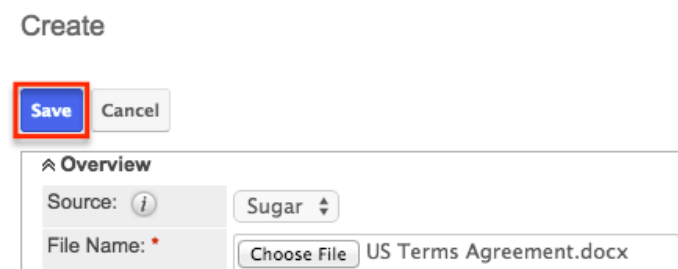 Create
Save Cancel
Overview
Source: i Sugar
File Name: * Choose File US Terms Agreement.docx